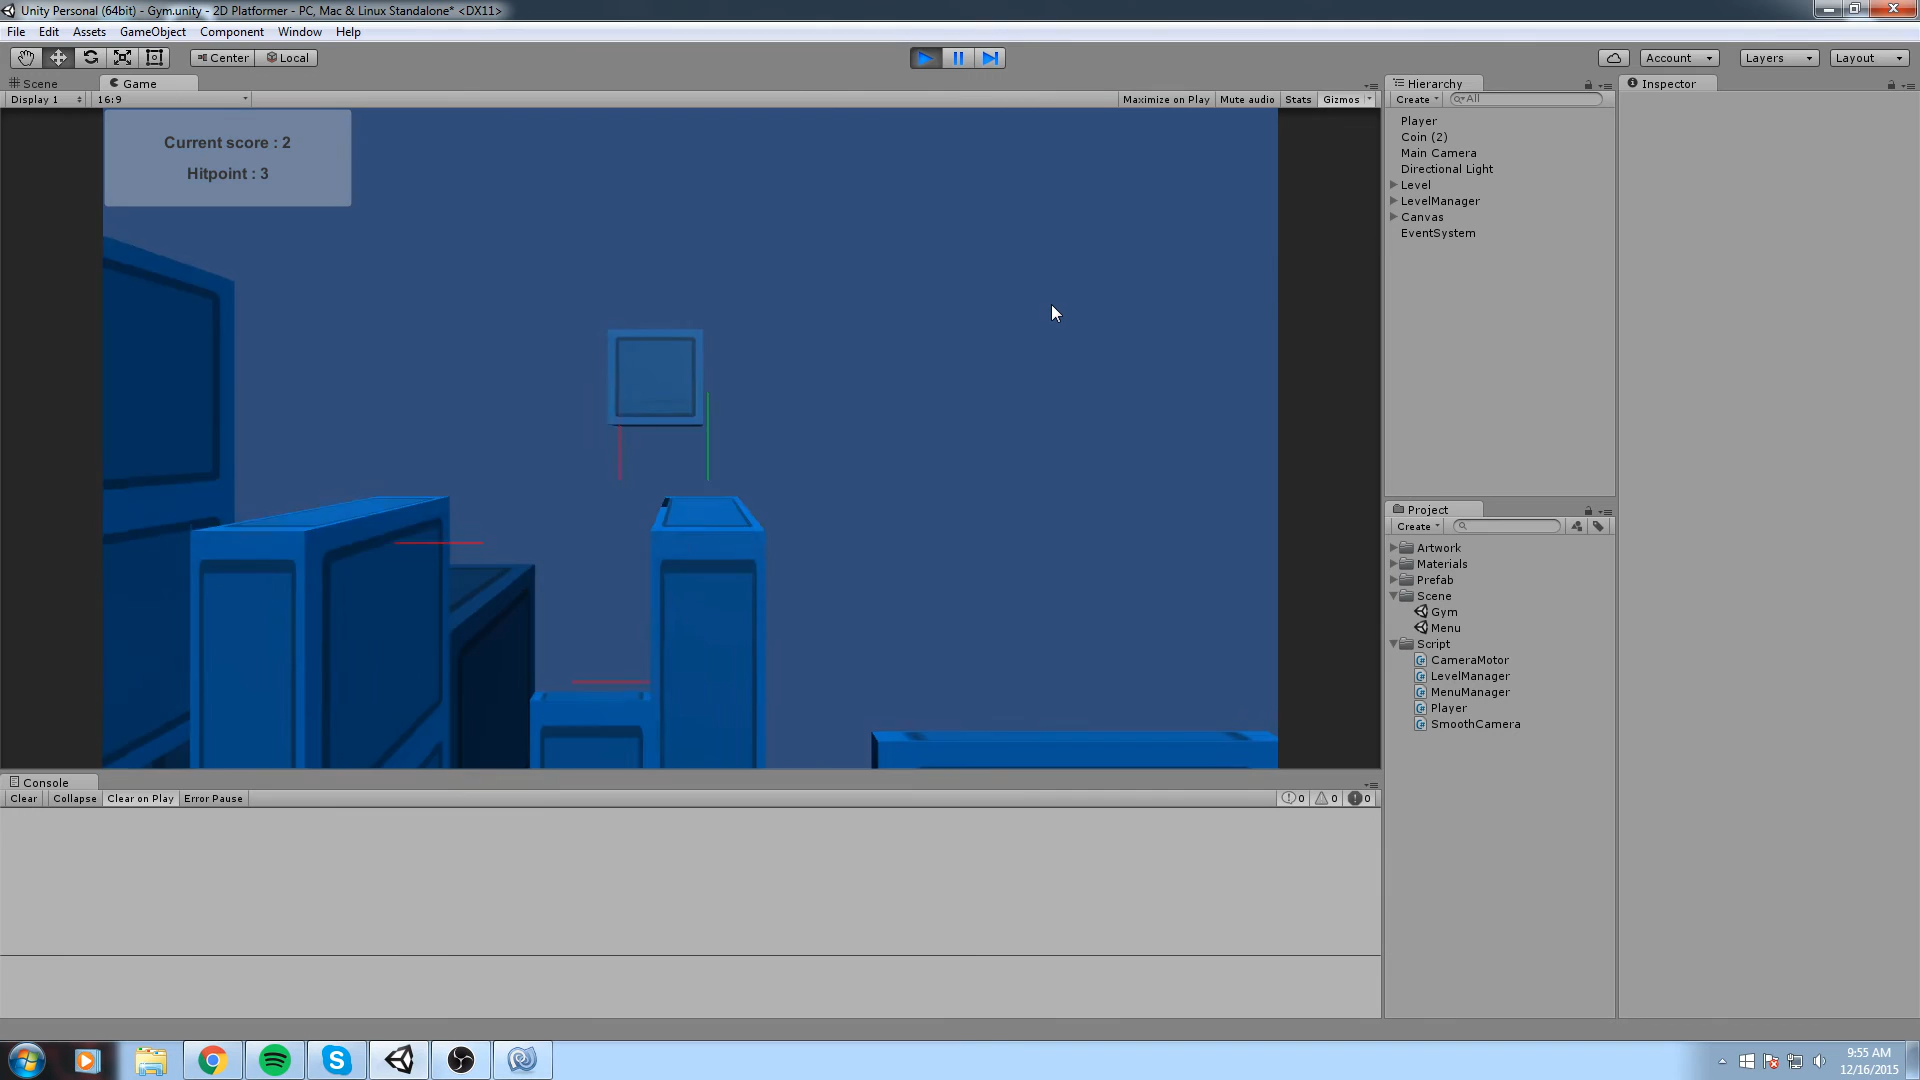 Unity Personal (64bit) - Gym.unity - 2D Platformer - PC, Mac & Linux Standalone* <DX11>
File Edit Assets GameObject Component Window Help
Center Local Account Layers Layout
Scene Game Hierarchy Inspector
Display 1 16:9 Maximize on Play Mute audio Stats Gizmos Create All
Current score : 2
Hitpoint : 3
Player
Coin (2)
Main Camera
Directional Light
Level
LevelManager
Canvas
EventSystem
Project
Create
Artwork
Materials
Prefab
Scene
Gym
Menu
Script
CameraMotor
LevelManager
MenuManager
Player
SmoothCamera
Console
Clear Collapse Clear on Play Error Pause 0 0 0
9:55 AM
12/16/2015